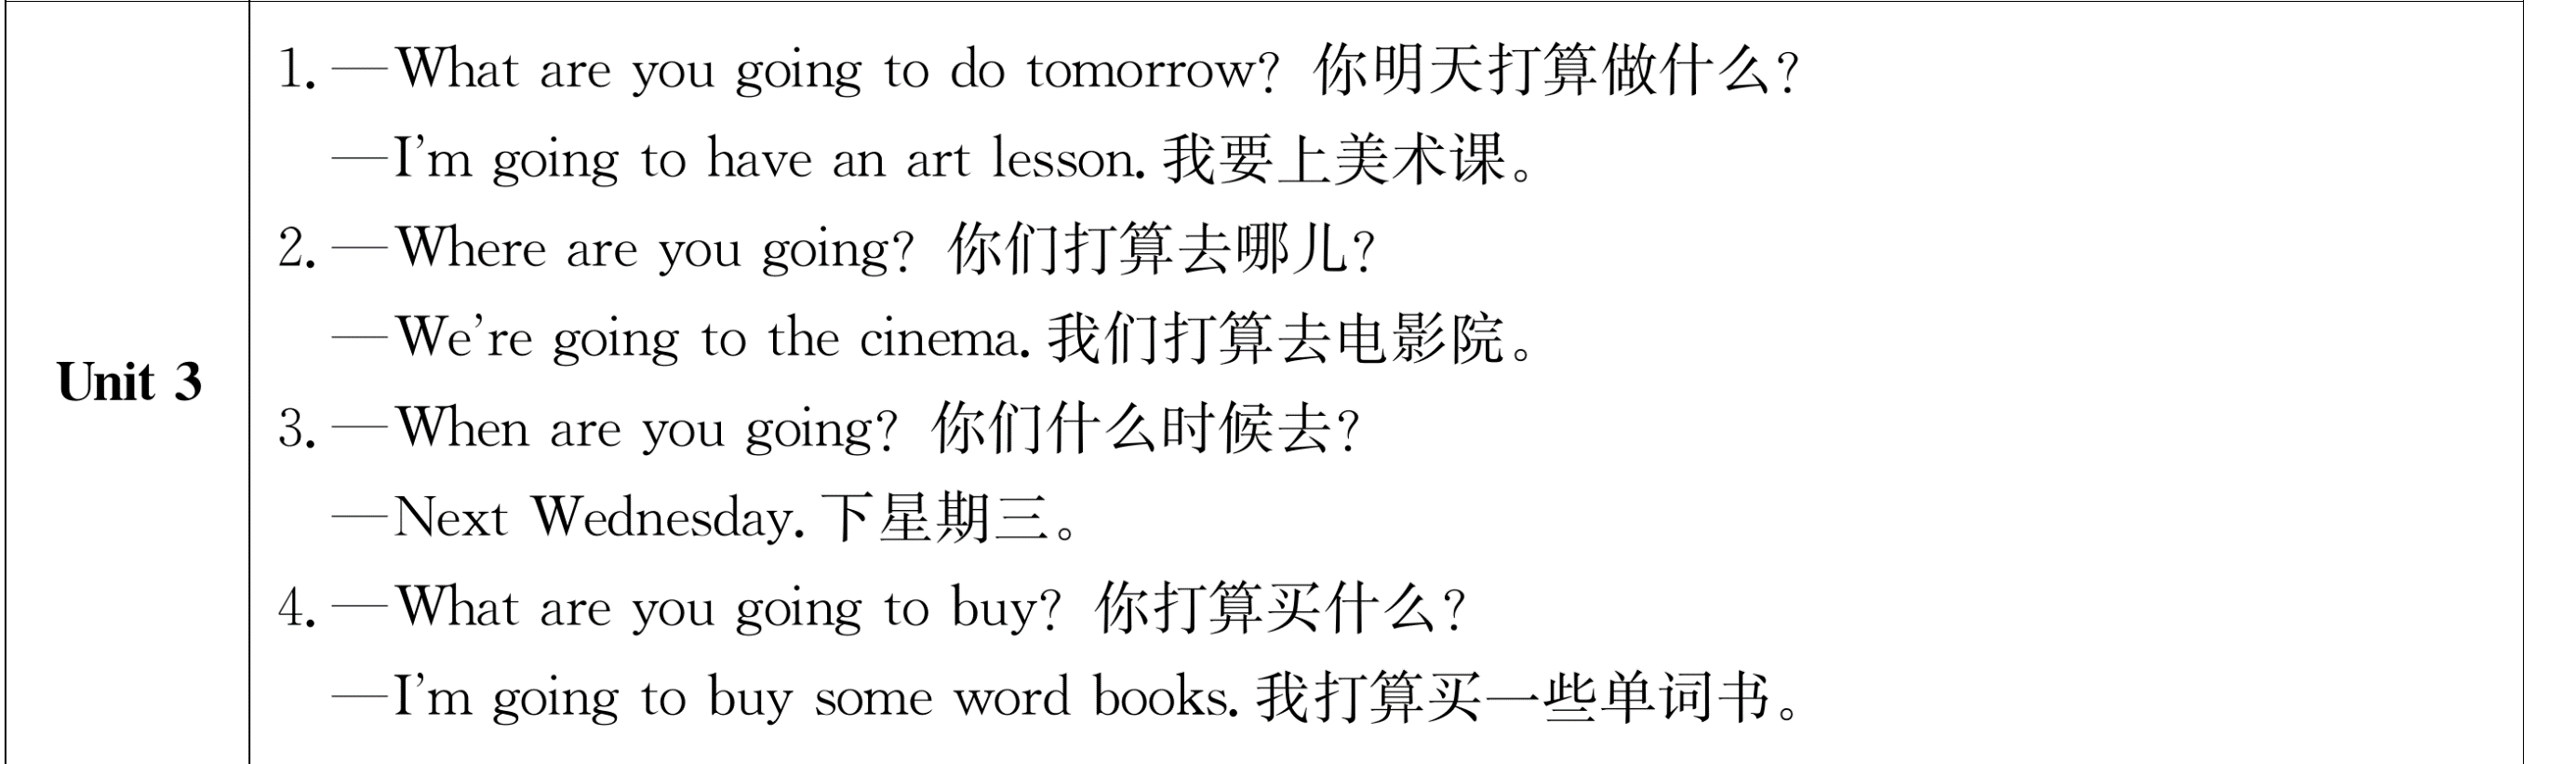 Unit 3
1. —What are you going to do tomorrow? 你明天打算做什么?
—I'm going to have an art lesson. 我要上美术课。
2. —Where are you going? 你们打算去哪儿?
—We're going to the cinema. 我们打算去电影院。
3. —When are you going? 你们什么时候去?
—Next Wednesday. 下星期三。
4. —What are you going to buy? 你打算买什么?
—I'm going to buy some word books. 我打算买一些单词书。